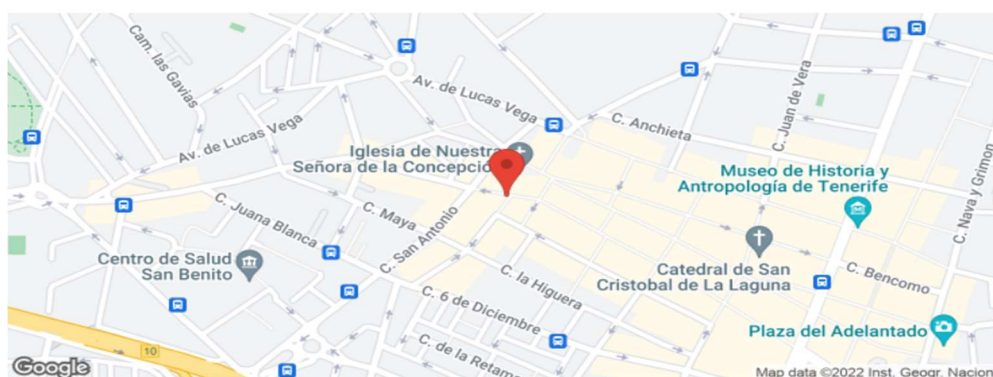 Cam. las Gavias
Av. de Lucas Vega
C. Anchieta
C. Juan de Vera
Av. de Lucas Vega
Iglesia de Nuestra
Señora de la Concepció
Museo de Historia y
Antropología de Tenerife
C. Nava y Grimon
C. Juana Blanca
C. Maya
C. San Antonio
Centro de Salud
San Benito
C. la Higuera
Catedral de San
Cristobal de La Laguna
C. Bencomo
C. 6 de Diciembre
Plaza del Adelantado
10
C. de la Retam
Google
Map data ©2022 Inst. Geogr. Nacion